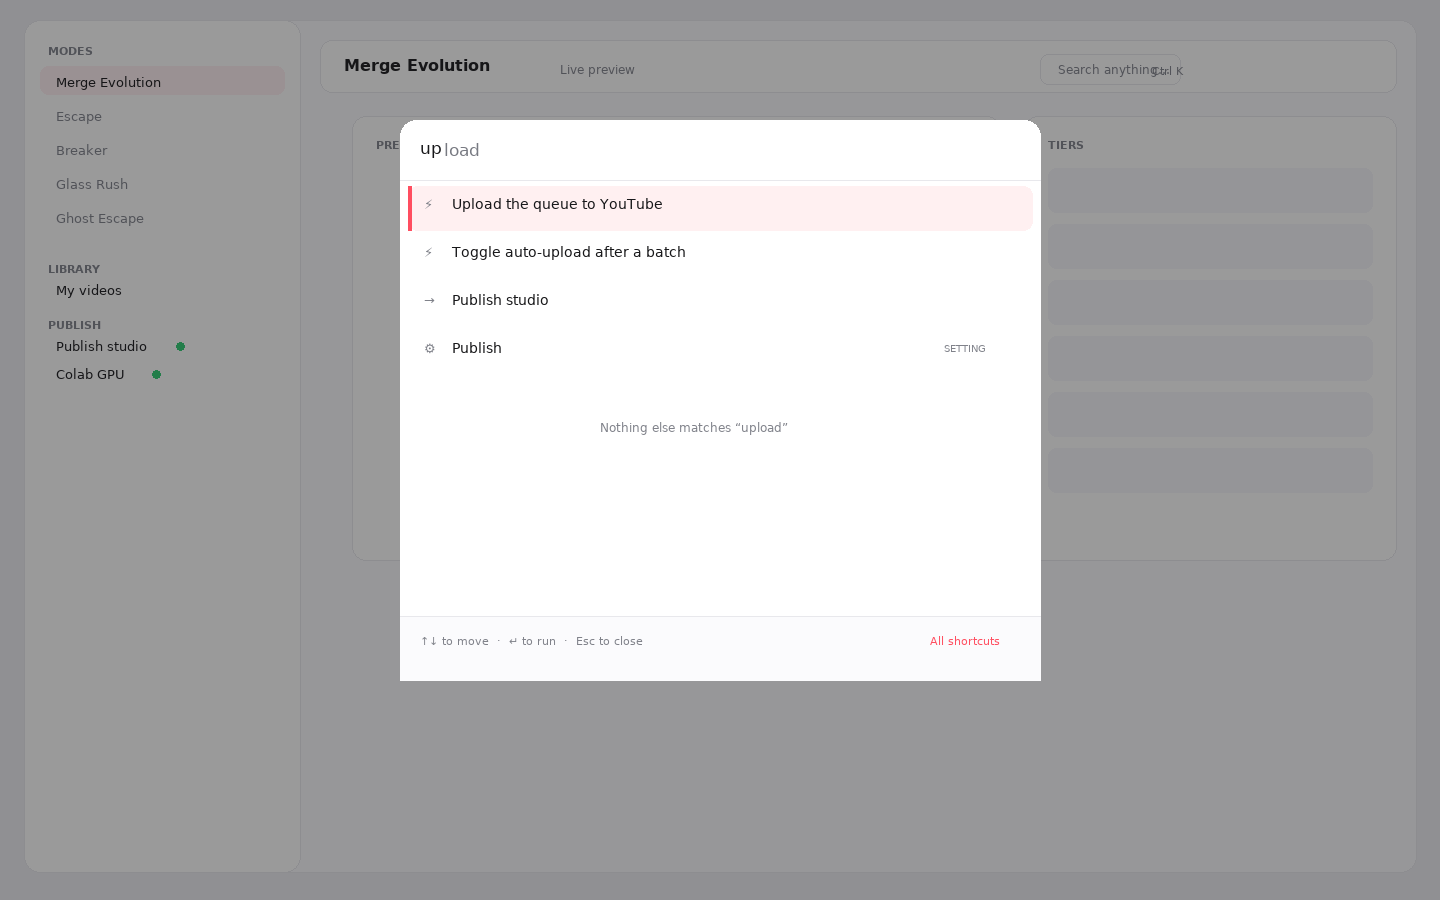 MODES
Merge Evolution
Escape
Breaker
Glass Rush
Ghost Escape
LIBRARY
My videos
PUBLISH
Publish studio
Colab GPU
Merge Evolution
Live preview
Search anything…
Ctrl K
PRE
TIERS
upload
⚡ Upload the queue to YouTube
⚡ Toggle auto-upload after a batch
→ Publish studio
⚙ Publish SETTING
Nothing else matches “upload”
↑↓ to move · ↵ to run · Esc to close
All shortcuts